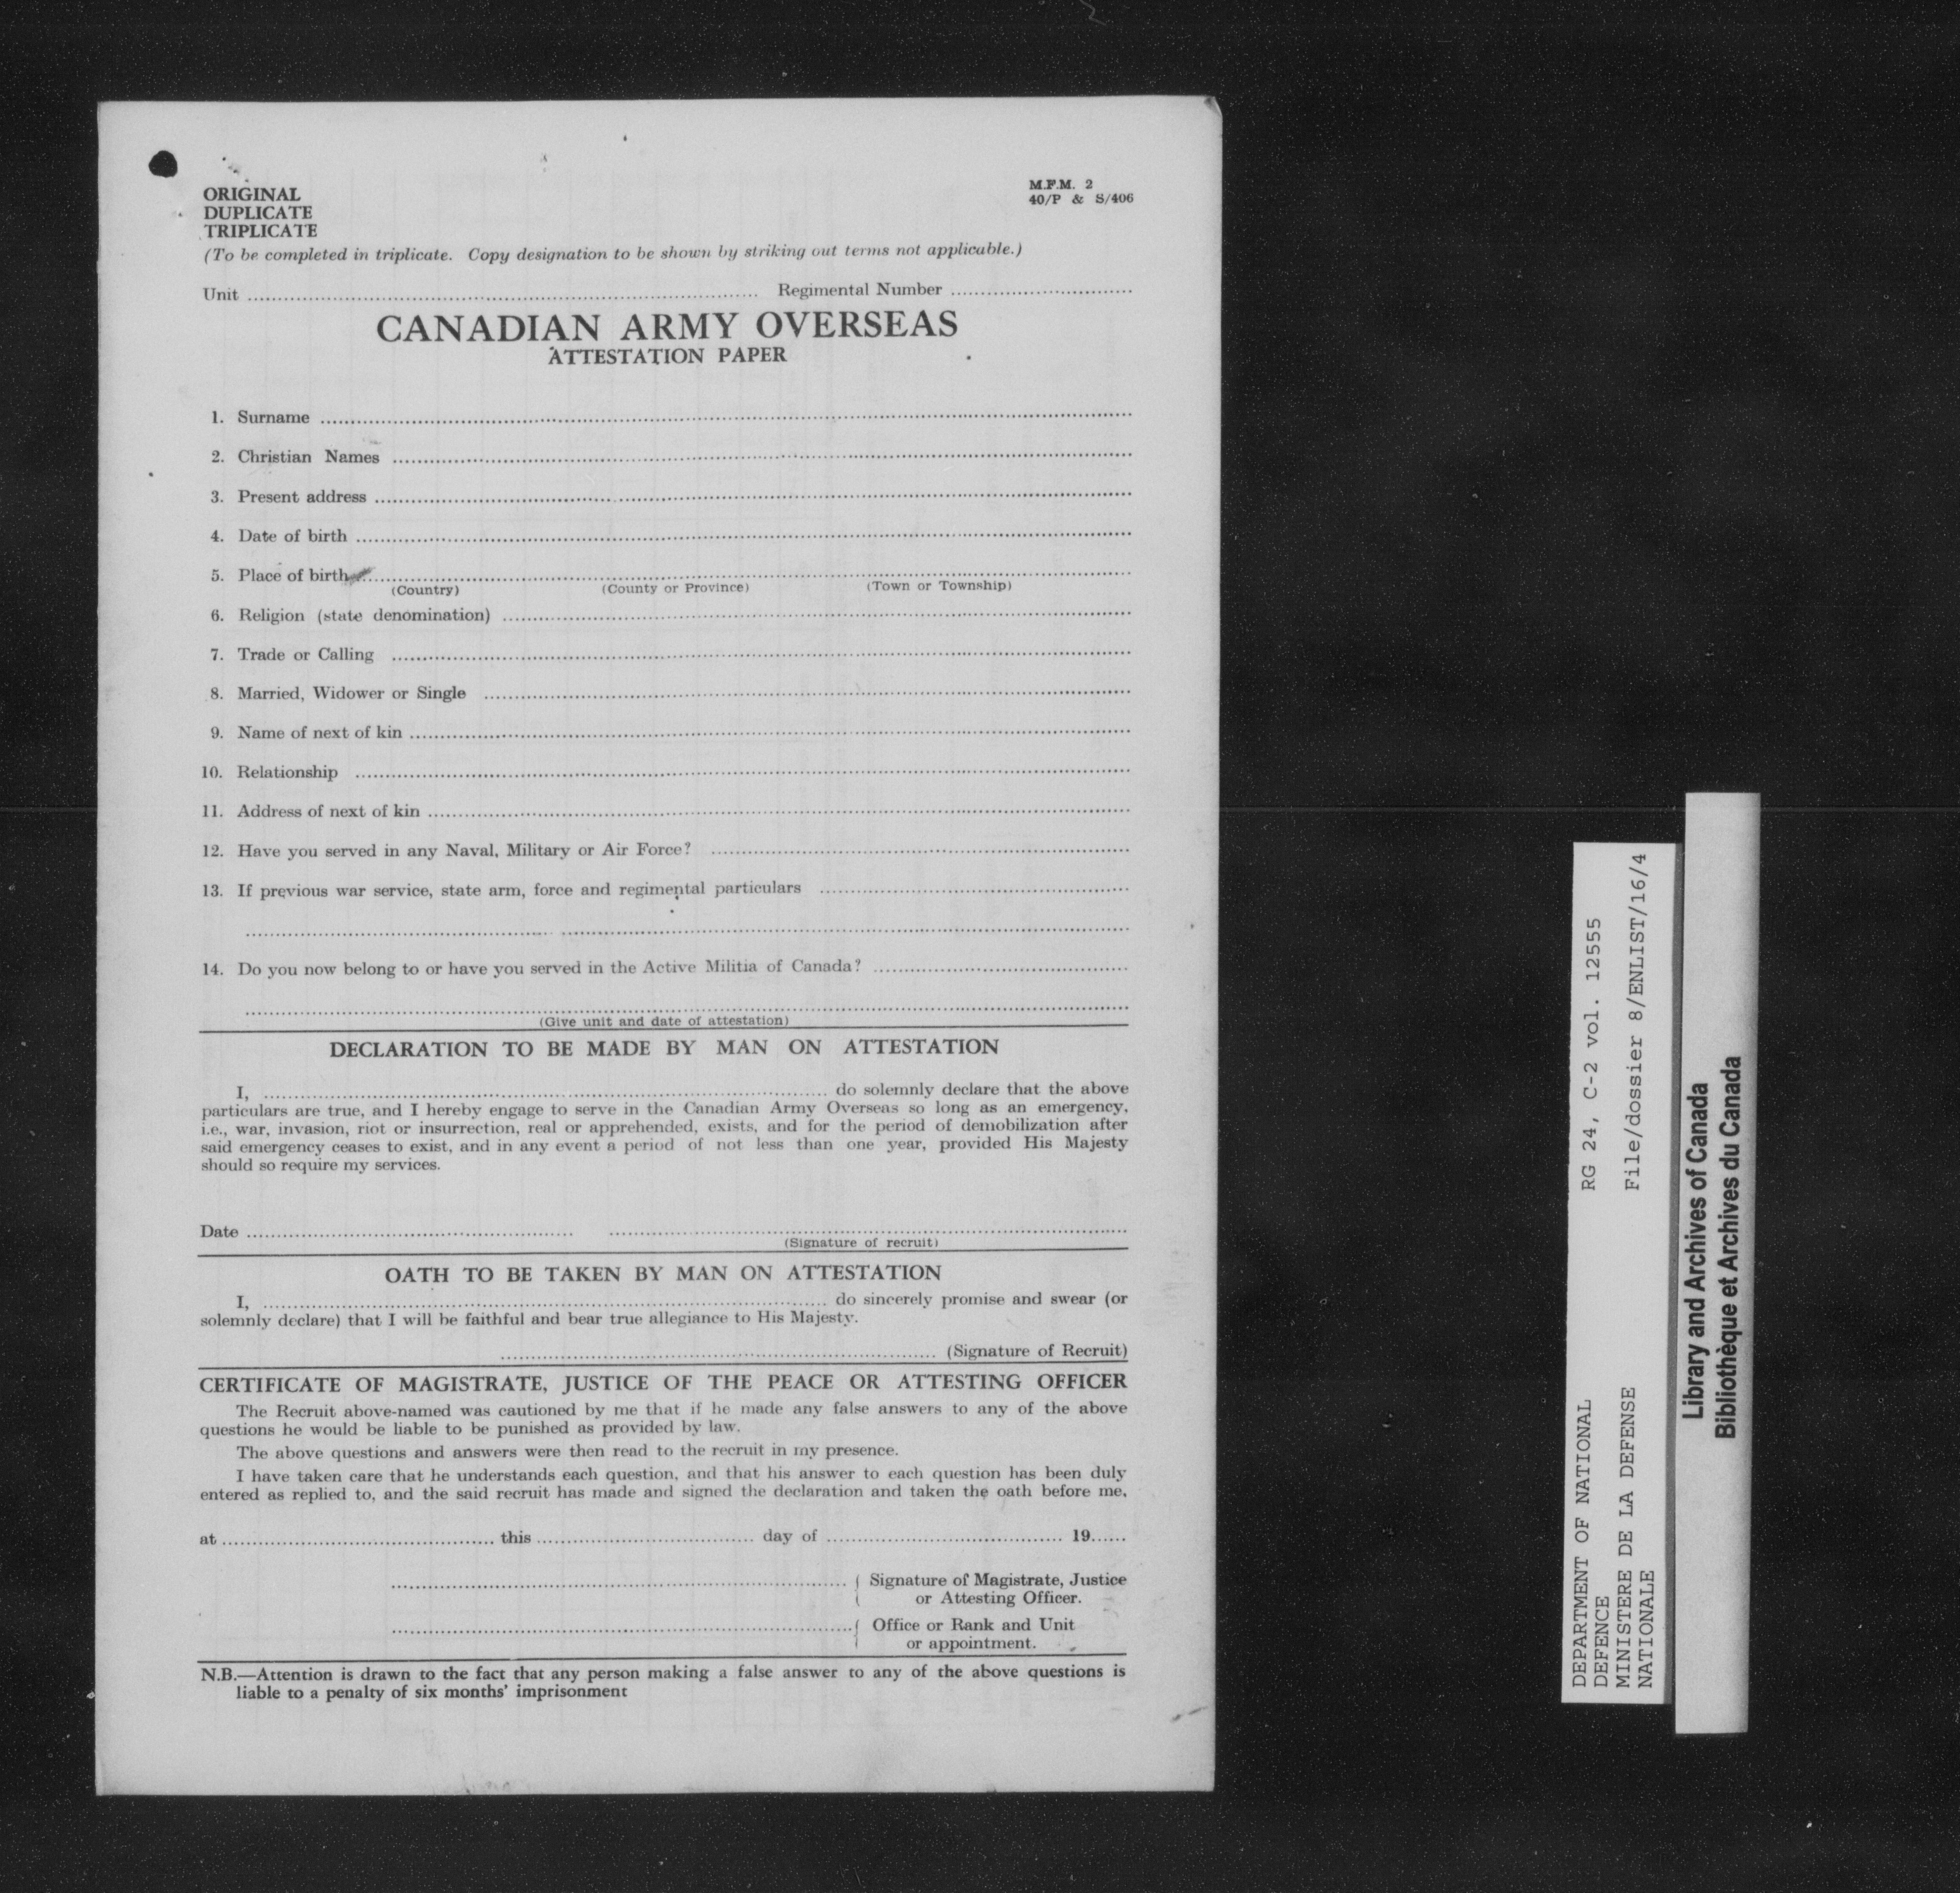 ORIGINAL
DUPLICATE
TRIPLICATE
M.F.M. 2
40/P & S/406
(To be completed in triplicate. Copy designation to be shown by striking out terms not applicable.)
Unit ........ Regimental Number ........
CANADIAN ARMY OVERSEAS
ATTESTATION PAPER
1. Surname ........
2. Christian Names ........
3. Present address ........
4. Date of birth ........
5. Place of birth ........
(Country) (County or Province) (Town or Township)
6. Religion (state denomination) ........
7. Trade or Calling ........
8. Married, Widower or Single ........
9. Name of next of kin ........
10. Relationship ........
11. Address of next of kin ........
12. Have you served in any Naval, Military or Air Force? ........
13. If previous war service, state arm, force and regimental particulars ........
14. Do you now belong to or have you served in the Active Militia of Canada? ........
(Give unit and date of attestation)
DECLARATION TO BE MADE BY MAN ON ATTESTATION
I, ........ do solemnly declare that the above
particulars are true, and I hereby engage to serve in the Canadian Army Overseas so long as an emergency,
i.e., war, invasion, riot or insurrection, real or apprehended, exists, and for the period of demobilization after
said emergency ceases to exist, and in any event a period of not less than one year, provided His Majesty
should so require my services.
Date ........
(Signature of recruit)
OATH TO BE TAKEN BY MAN ON ATTESTATION
I, ........ do sincerely promise and swear (or
solemnly declare) that I will be faithful and bear true allegiance to His Majesty.
........ (Signature of Recruit)
CERTIFICATE OF MAGISTRATE, JUSTICE OF THE PEACE OR ATTESTING OFFICER
The Recruit above-named was cautioned by me that if he made any false answers to any of the above
questions he would be liable to be punished as provided by law.
The above questions and answers were then read to the recruit in my presence.
I have taken care that he understands each question, and that his answer to each question has been duly
entered as replied to, and the said recruit has made and signed the declaration and taken the oath before me,
at ........ this ........ day of ........ 19......
Signature of Magistrate, Justice
or Attesting Officer.
Office or Rank and Unit
or appointment.
N.B.—Attention is drawn to the fact that any person making a false answer to any of the above questions is
liable to a penalty of six months' imprisonment
DEPARTMENT OF NATIONAL
DEFENCE
MINISTERE DE LA DEFENSE
NATIONALE
RG 24, C-2 vol. 12555
File/dossier 8/ENLIST/16/4
Library and Archives of Canada
Bibliothèque et Archives du Canada